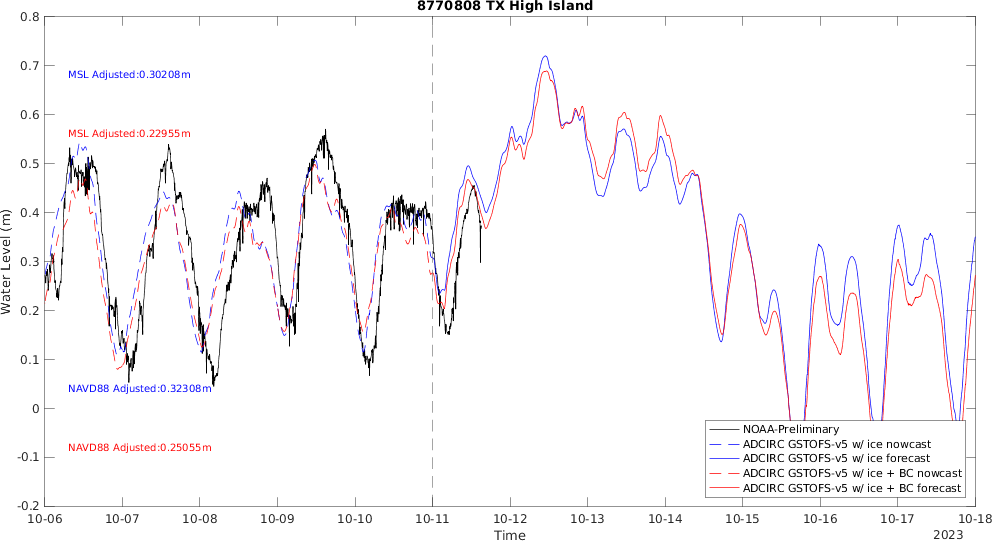 8770808 TX High Island
0.8
0.7
0.6
0.5
0.4
0.3
0.2
0.1
0
-0.1
-0.2
Water Level (m)
MSL Adjusted:0.30208m
MSL Adjusted:0.22955m
NAVD88 Adjusted:0.32308m
NAVD88 Adjusted:0.25055m
NOAA-Preliminary
ADCIRC GSTOFS-v5 w/ ice nowcast
ADCIRC GSTOFS-v5 w/ ice forecast
ADCIRC GSTOFS-v5 w/ ice + BC nowcast
ADCIRC GSTOFS-v5 w/ ice + BC forecast
10-06 10-07 10-08 10-09 10-10 10-11 10-12 10-13 10-14 10-15 10-16 10-17 10-18
Time
2023